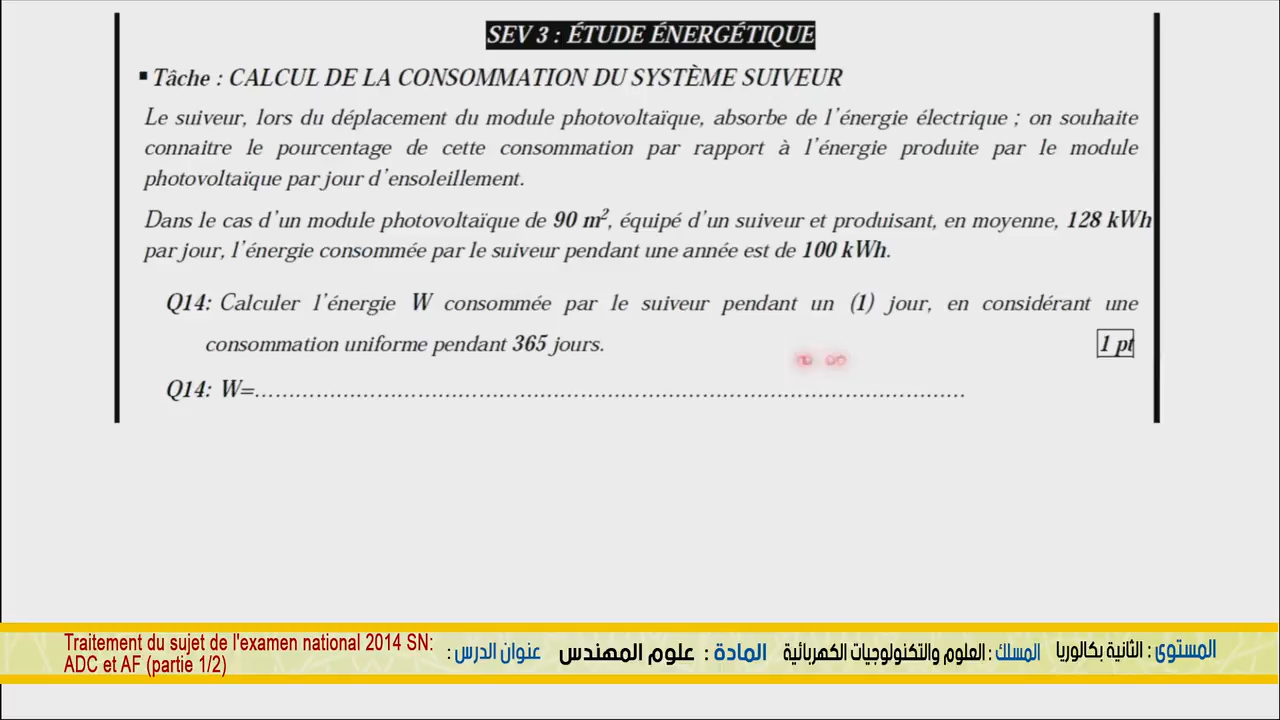 SEV 3 : ÉTUDE ÉNERGÉTIQUE
▪ Tâche : CALCUL DE LA CONSOMMATION DU SYSTÈME SUIVEUR
Le suiveur, lors du déplacement du module photovoltaïque, absorbe de l'énergie électrique ; on souhaite
connaitre le pourcentage de cette consommation par rapport à l'énergie produite par le module
photovoltaïque par jour d'ensoleillement.
Dans le cas d'un module photovoltaïque de 90 m², équipé d'un suiveur et produisant, en moyenne, 128 kWh
par jour, l'énergie consommée par le suiveur pendant une année est de 100 kWh.
Q14: Calculer l'énergie W consommée par le suiveur pendant un (1) jour, en considérant une
consommation uniforme pendant 365 jours.
1 pt
Q14: W=..........................................................................................................
المستوى : الثانية بكالوريا المسلك : العلوم والتكنولوجيات الكهربائية المادة : علوم المهندس عنوان الدرس :
Traitement du sujet de l'examen national 2014 SN:
ADC et AF (partie 1/2)